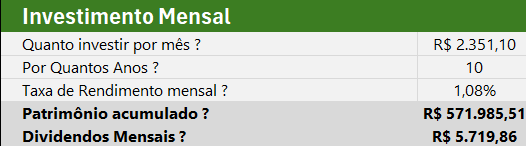 Investimento Mensal
Quanto investir por mês ? R$ 2.351,10
Por Quantos Anos ? 10
Taxa de Rendimento mensal ? 1,08%
Patrimônio acumulado ? R$ 571.985,51
Dividendos Mensais ? R$ 5.719,86